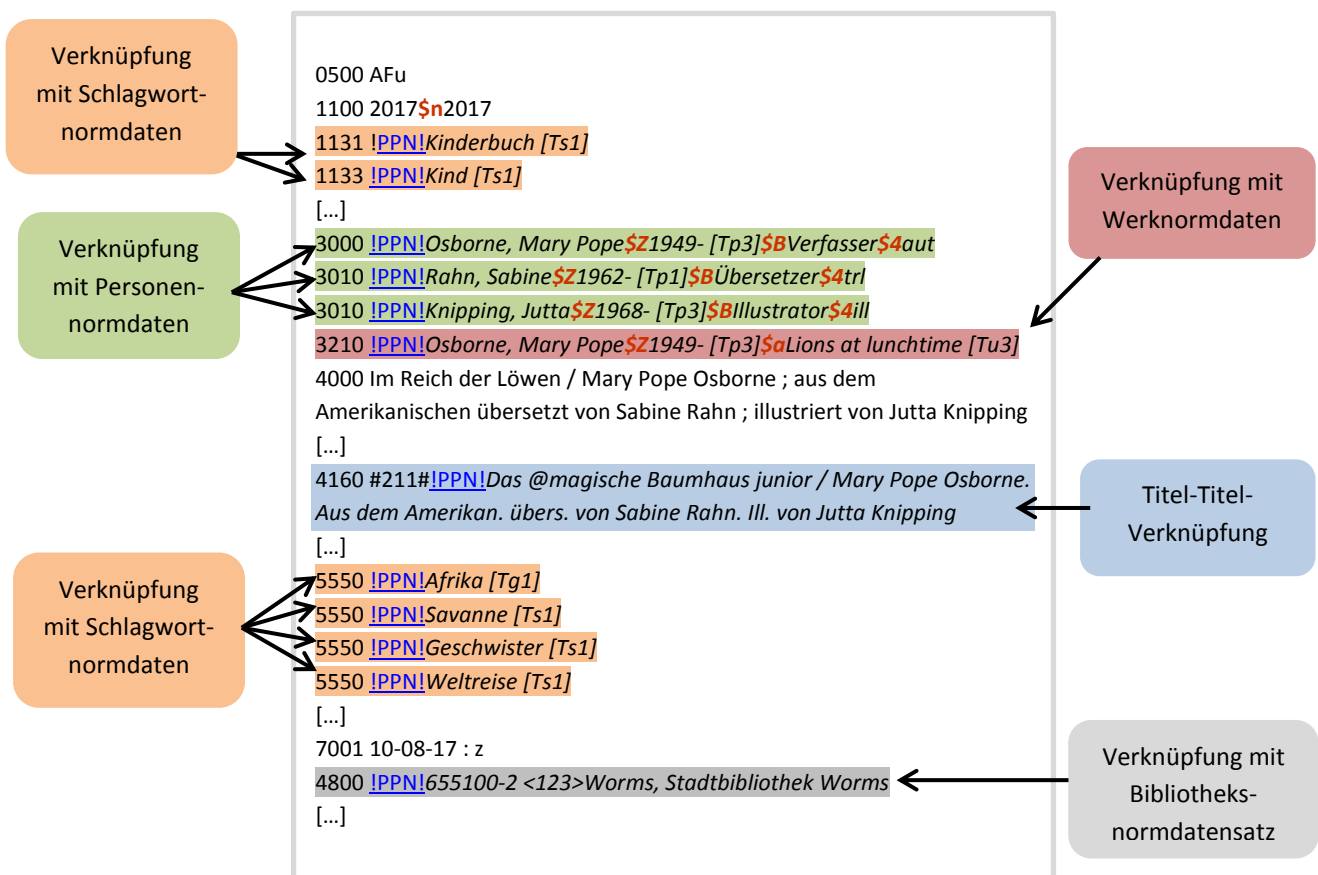 Verknüpfung
mit Schlagwort-
normdaten
Verknüpfung
mit Personen-
normdaten
Verknüpfung
mit Schlagwort-
normdaten
0500 AFu
1100 2017$n2017
1131 !PPN!Kinderbuch [Ts1]
1133 !PPN!Kind [Ts1]
[…]
3000 !PPN!Osborne, Mary Pope$Z1949- [Tp3]$BVerfasser$4aut
3010 !PPN!Rahn, Sabine$Z1962- [Tp1]$BÜbersetzer$4trl
3010 !PPN!Knipping, Jutta$Z1968- [Tp3]$BIllustrator$4ill
3210 !PPN!Osborne, Mary Pope$Z1949- [Tp3]$aLions at lunchtime [Tu3]
4000 Im Reich der Löwen / Mary Pope Osborne ; aus dem
Amerikanischen übersetzt von Sabine Rahn ; illustriert von Jutta Knipping
[…]
4160 #211#!PPN!Das @magische Baumhaus junior / Mary Pope Osborne.
Aus dem Amerikan. übers. von Sabine Rahn. Ill. von Jutta Knipping
[…]
5550 !PPN!Afrika [Tg1]
5550 !PPN!Savanne [Ts1]
5550 !PPN!Geschwister [Ts1]
5550 !PPN!Weltreise [Ts1]
[…]
7001 10-08-17 : z
4800 !PPN!655100-2 <123>Worms, Stadtbibliothek Worms
[…]
Verknüpfung mit
Werknormdaten
Titel-Titel-
Verknüpfung
Verknüpfung mit
Bibliotheks-
normdatensatz